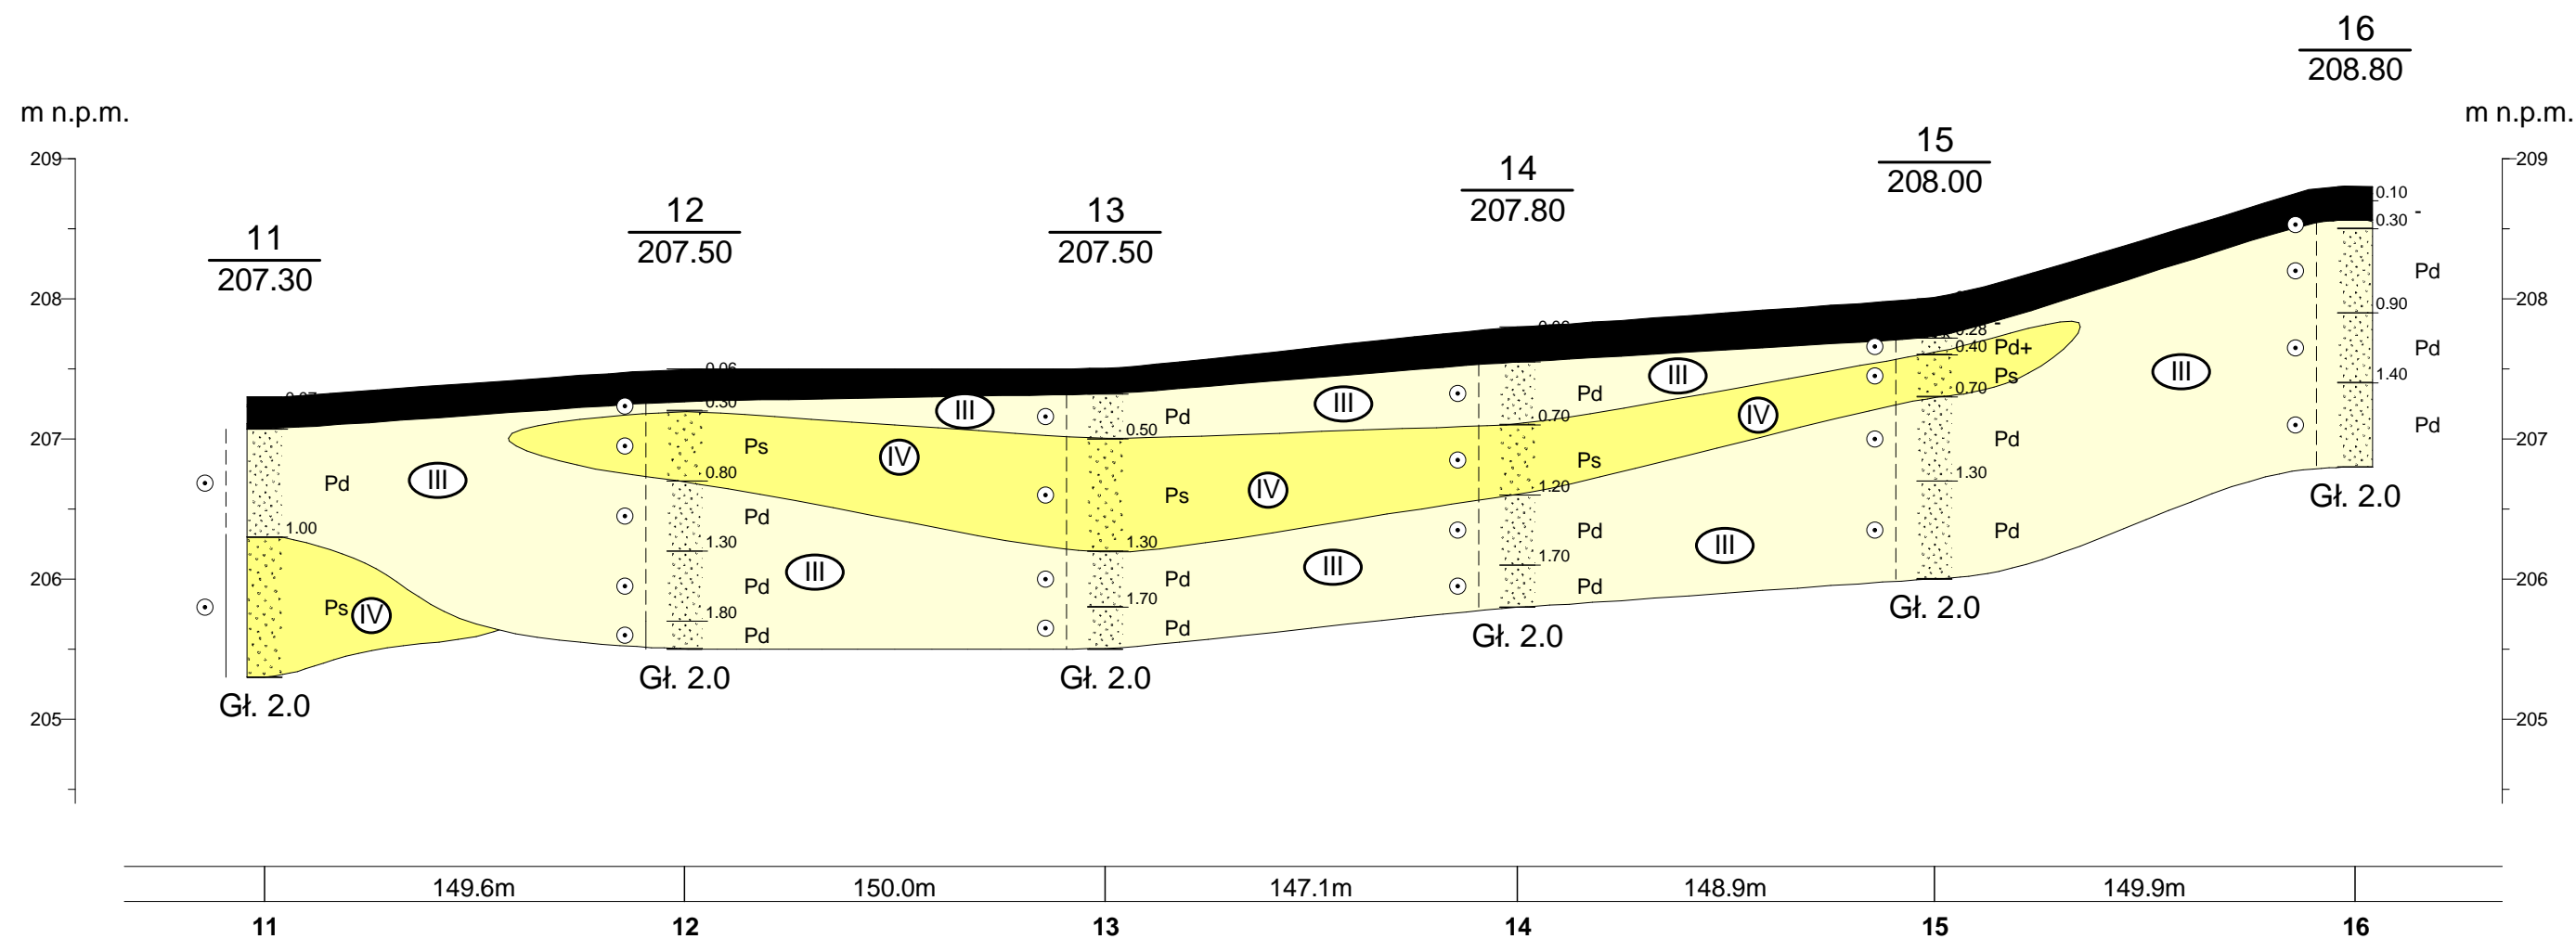 16
208.80
m n.p.m.
m n.p.m.
15
208.00
14
207.80
13
207.50
12
207.50
11
207.30
209
208
207
206
205
209
208
207
206
205
0.10
0.30
-
Pd
0.90
Pd
1.40
Pd
Gł. 2.0
-
0.28
0.40
Pd+
Ps
0.70
Pd
1.30
Pd
Gł. 2.0
Pd
0.70
Ps
1.20
Pd
1.70
Pd
Gł. 2.0
Pd
0.50
Ps
1.30
Pd
1.70
Pd
Gł. 2.0
0.06
0.30
Ps
0.80
Pd
1.30
Pd
1.80
Pd
Gł. 2.0
Pd
1.00
Ps
Gł. 2.0
III
III
III
III
IV
IV
IV
III
III
III
III
IV
149.6m
150.0m
147.1m
148.9m
149.9m
11
12
13
14
15
16